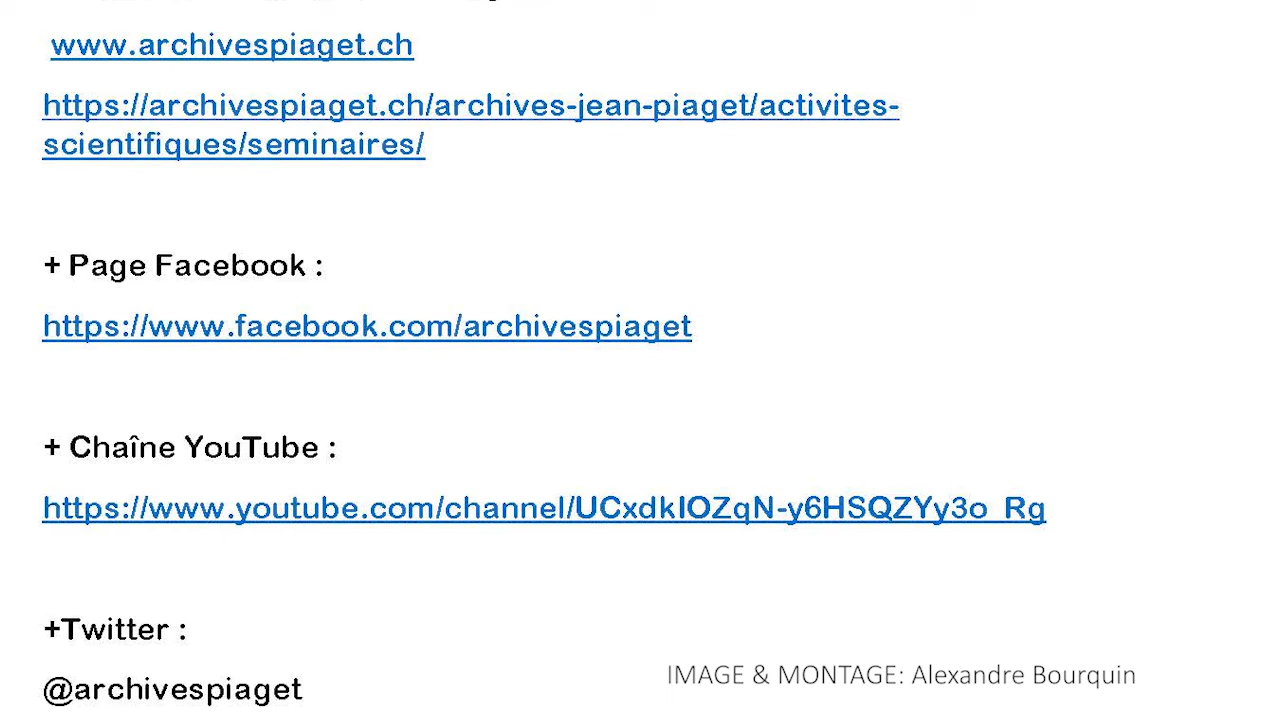 www.archivespiaget.ch
https://archivespiaget.ch/archives-jean-piaget/activites-
scientifiques/seminaires/
+ Page Facebook :
https://www.facebook.com/archivespiaget
+ Chaîne YouTube :
https://www.youtube.com/channel/UCxdkIOZqN-y6HSQZYy3o_Rg
+Twitter :
@archivespiaget
IMAGE & MONTAGE: Alexandre Bourquin